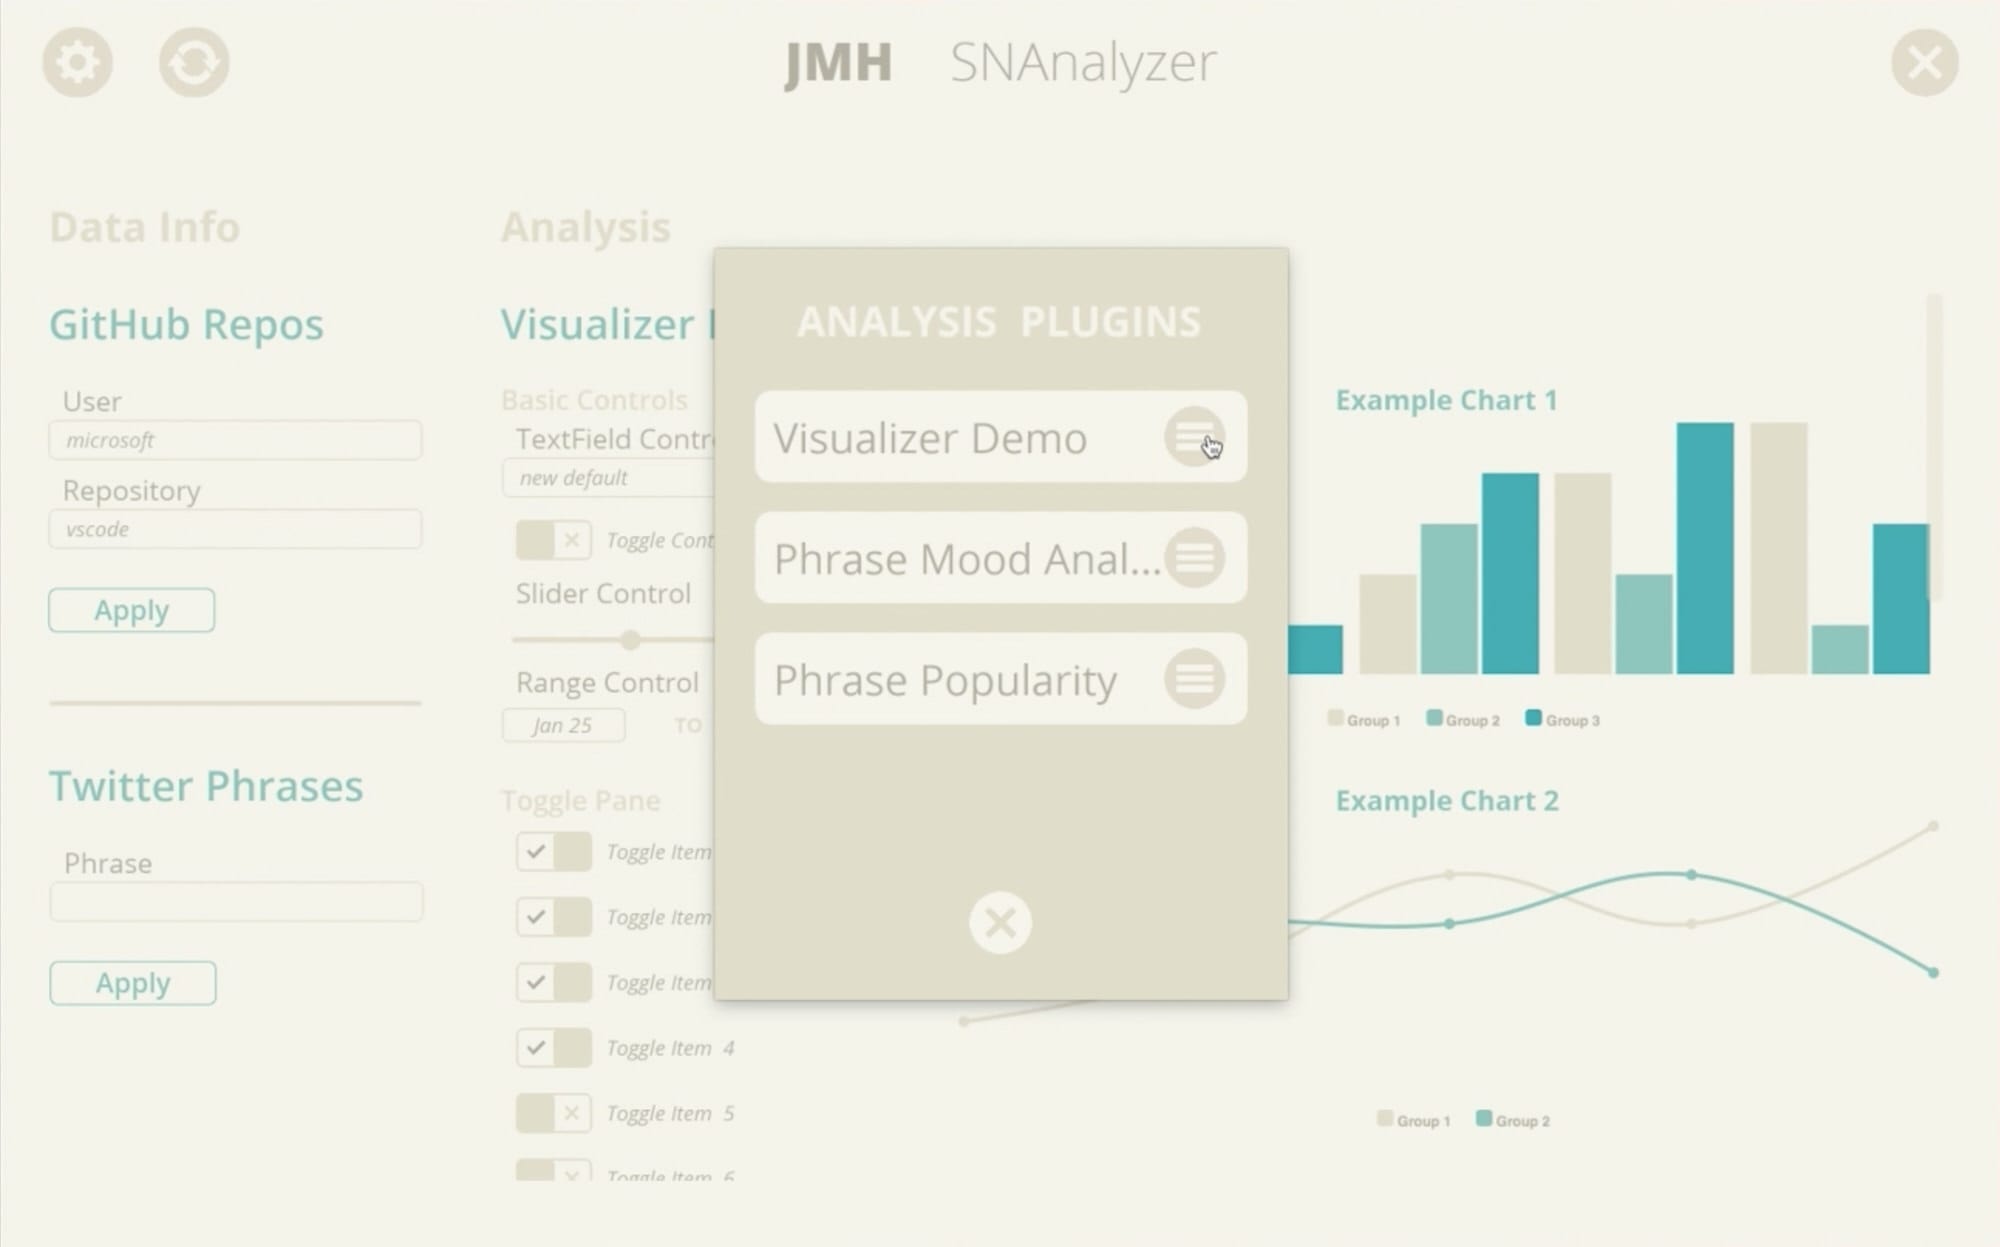 JMH SNAnalyzer
Data Info
GitHub Repos
User
microsoft
Repository
vscode
Apply
Twitter Phrases
Phrase
Apply
Analysis
Visualizer
Basic Controls
TextField Contr
new default
Toggle Cont
Slider Control
Range Control
Jan 25 TO
Toggle Pane
Toggle Item
Toggle Item
Toggle Item
Toggle Item 4
Toggle Item 5
Toggle Item 6
ANALYSIS PLUGINS
Visualizer Demo
Phrase Mood Anal...
Phrase Popularity
Example Chart 1
Group 1 Group 2 Group 3
Example Chart 2
Group 1 Group 2